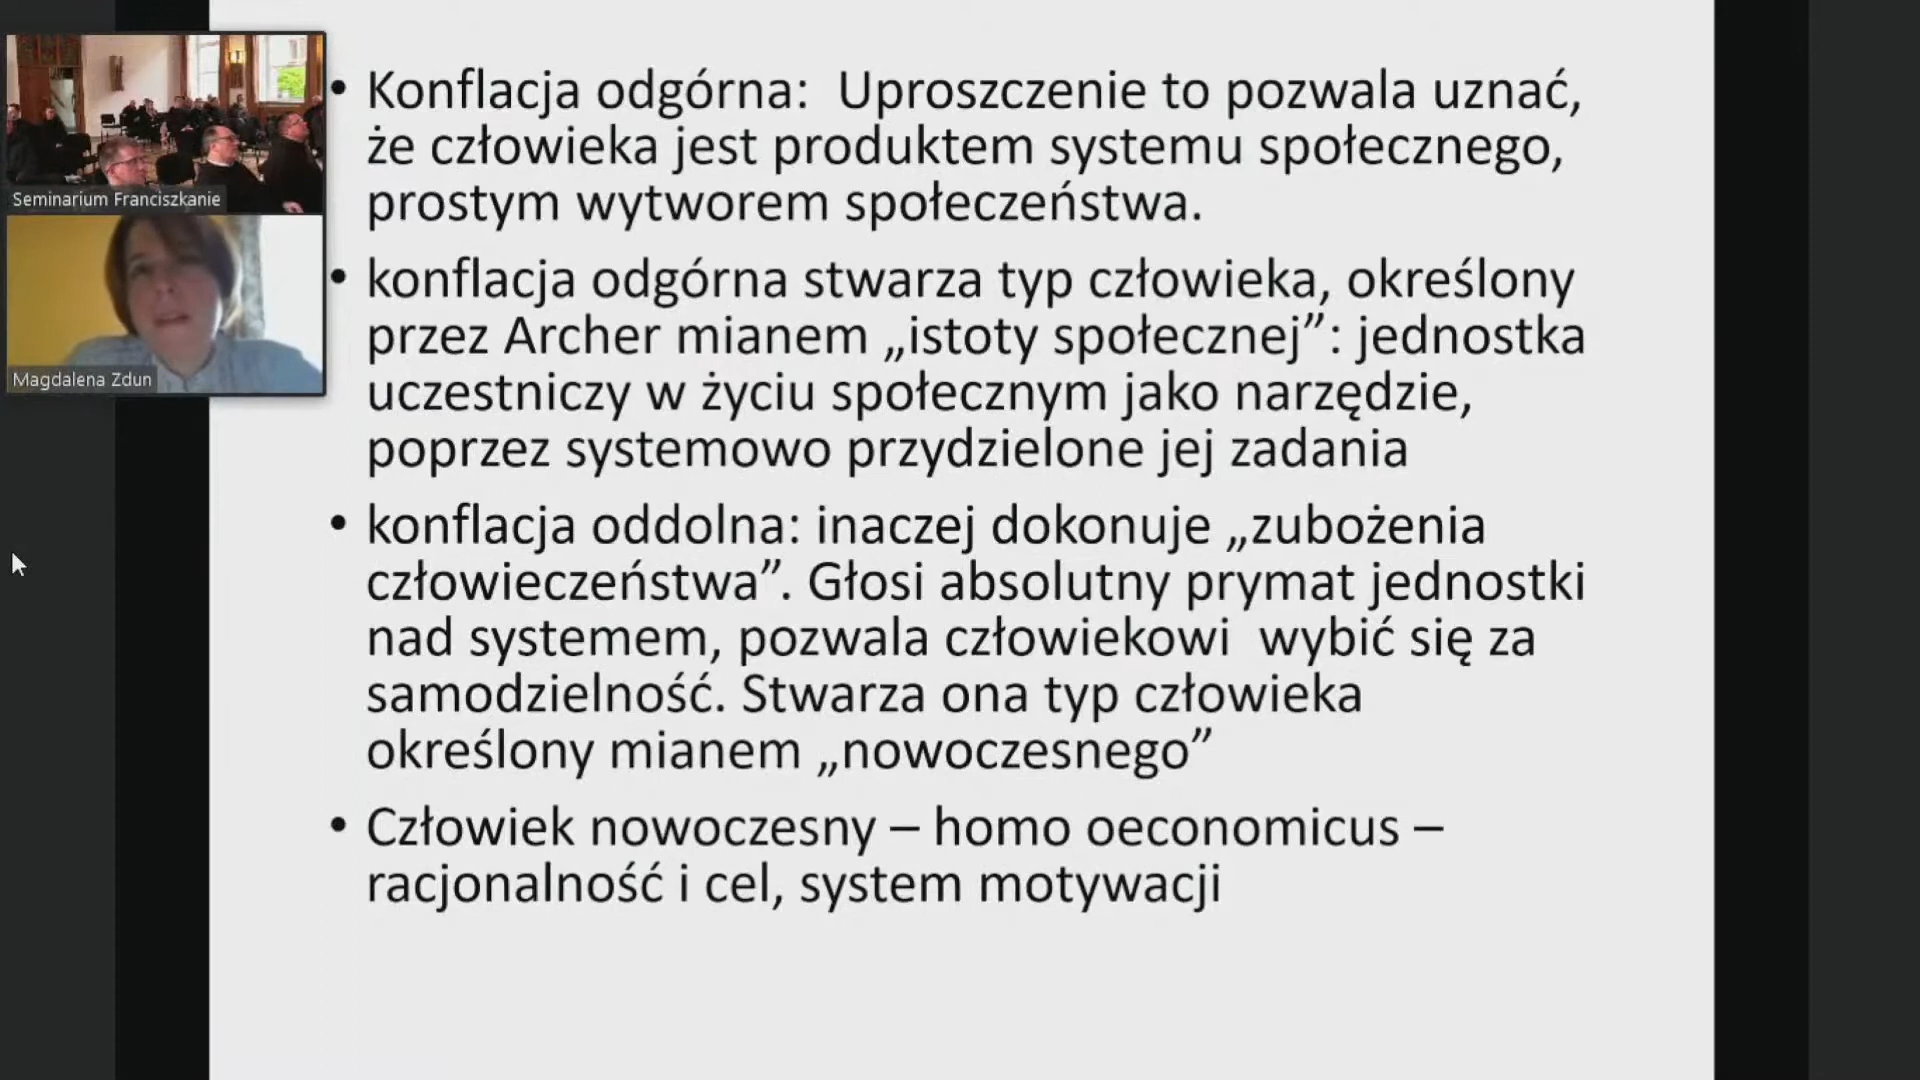 Seminarium Franciszkanie
Magdalena Zdun
• Konflacja odgórna:  Uproszczenie to pozwala uznać,
że człowieka jest produktem systemu społecznego,
prostym wytworem społeczeństwa.
• konflacja odgórna stwarza typ człowieka, określony
przez Archer mianem „istoty społecznej”: jednostka
uczestniczy w życiu społecznym jako narzędzie,
poprzez systemowo przydzielone jej zadania
• konflacja oddolna: inaczej dokonuje „zubożenia
człowieczeństwa”. Głosi absolutny prymat jednostki
nad systemem, pozwala człowiekowi  wybić się za
samodzielność. Stwarza ona typ człowieka
określony mianem „nowoczesnego”
• Człowiek nowoczesny – homo oeconomicus –
racjonalność i cel, system motywacji